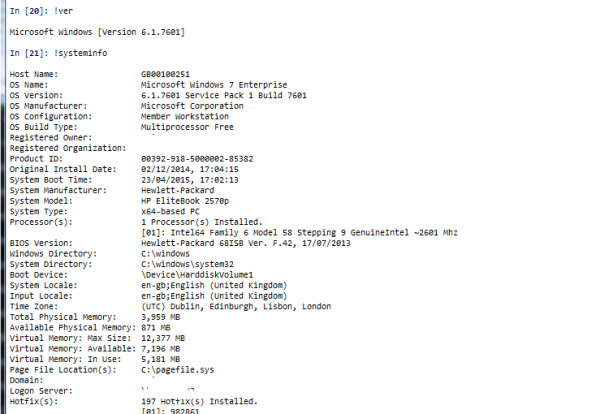 In [20]: !ver
Microsoft Windows [Version 6.1.7601]
In [21]: !systeminfo
Host Name: GB00100251
OS Name: Microsoft Windows 7 Enterprise
OS Version: 6.1.7601 Service Pack 1 Build 7601
OS Manufacturer: Microsoft Corporation
OS Configuration: Member Workstation
OS Build Type: Multiprocessor Free
Registered Owner:
Registered Organization:
Product ID: 00392-918-5000002-85382
Original Install Date: 02/12/2014, 17:04:15
System Boot Time: 23/04/2015, 17:02:13
System Manufacturer: Hewlett-Packard
System Model: HP EliteBook 2570p
System Type: x64-based PC
Processor(s): 1 Processor(s) Installed.
[01]: Intel64 Family 6 Model 58 Stepping 9 GenuineIntel ~2601 Mhz
BIOS Version: Hewlett-Packard 68ISB Ver. F.42, 17/07/2013
Windows Directory: C:\windows
System Directory: C:\windows\system32
Boot Device: \Device\HarddiskVolume1
System Locale: en-gb;English (United Kingdom)
Input Locale: en-gb;English (United Kingdom)
Time Zone: (UTC) Dublin, Edinburgh, Lisbon, London
Total Physical Memory: 3,959 MB
Available Physical Memory: 871 MB
Virtual Memory: Max Size: 12,377 MB
Virtual Memory: Available: 7,196 MB
Virtual Memory: In Use: 5,181 MB
Page File Location(s): C:\pagefile.sys
Domain:
Logon Server:
Hotfix(s): 197 Hotfix(s) Installed.
[01]: 982861